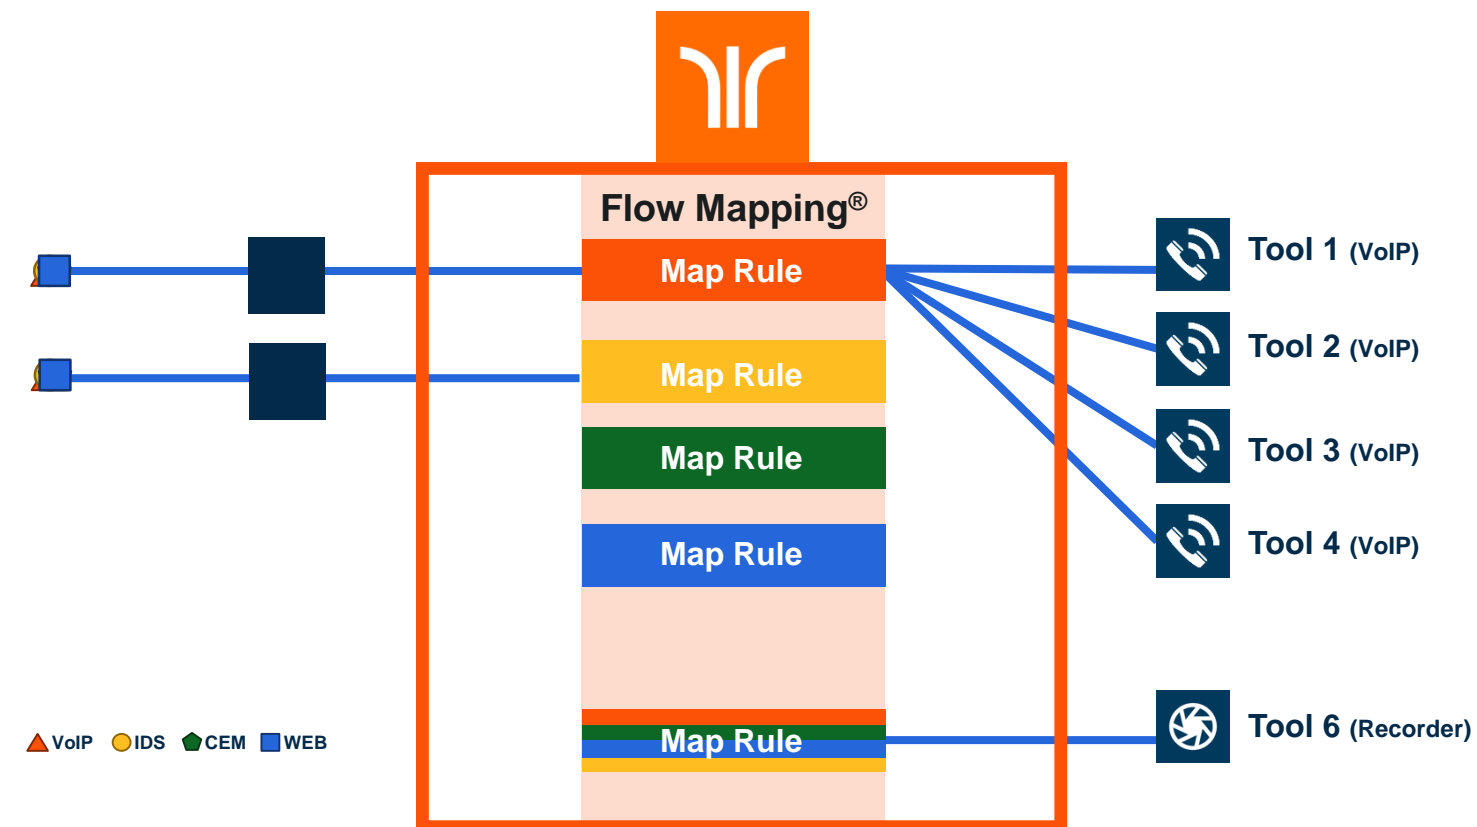 Flow Mapping®
Map Rule
Map Rule
Map Rule
Map Rule
Map Rule
Tool 1 (VoIP)
Tool 2 (VoIP)
Tool 3 (VoIP)
Tool 4 (VoIP)
Tool 6 (Recorder)
VoIP IDS CEM WEB